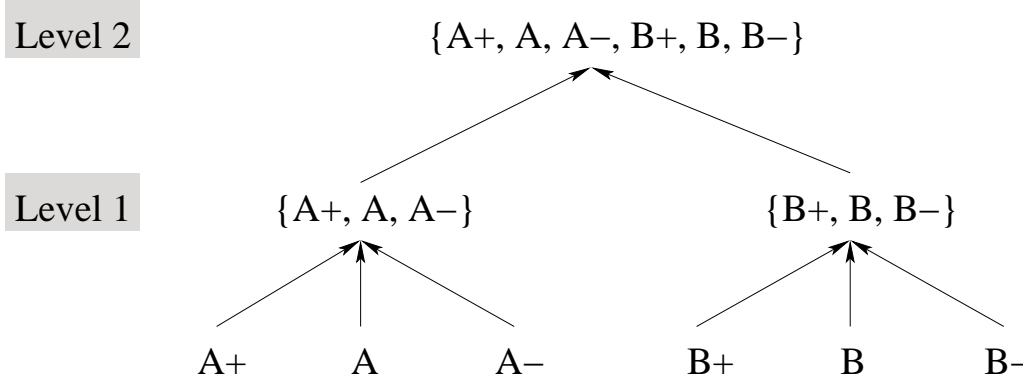 Level 2 {A+, A, A−, B+, B, B−}
Level 1 {A+, A, A−} {B+, B, B−}
A+ A A− B+ B B−